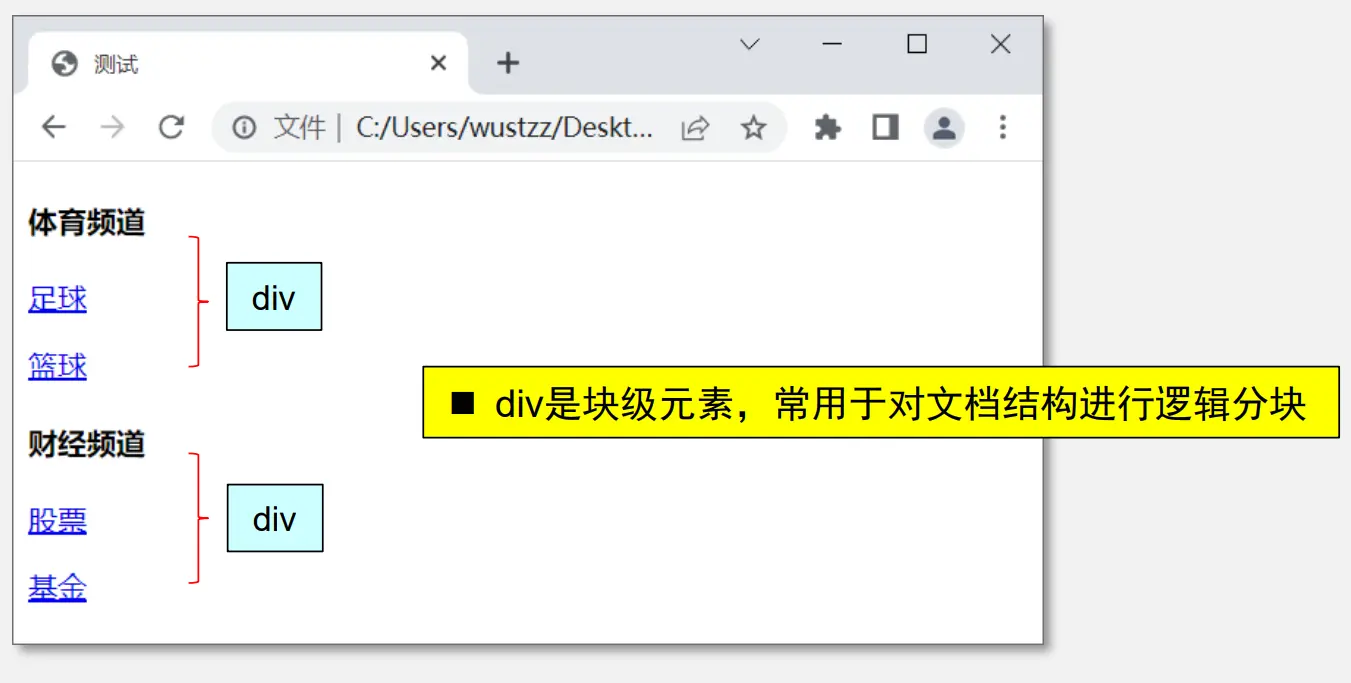 测试
文件 | C:/Users/wustzz/Deskt...
体育频道
足球
div
篮球
div是块级元素，常用于对文档结构进行逻辑分块
财经频道
股票
div
基金